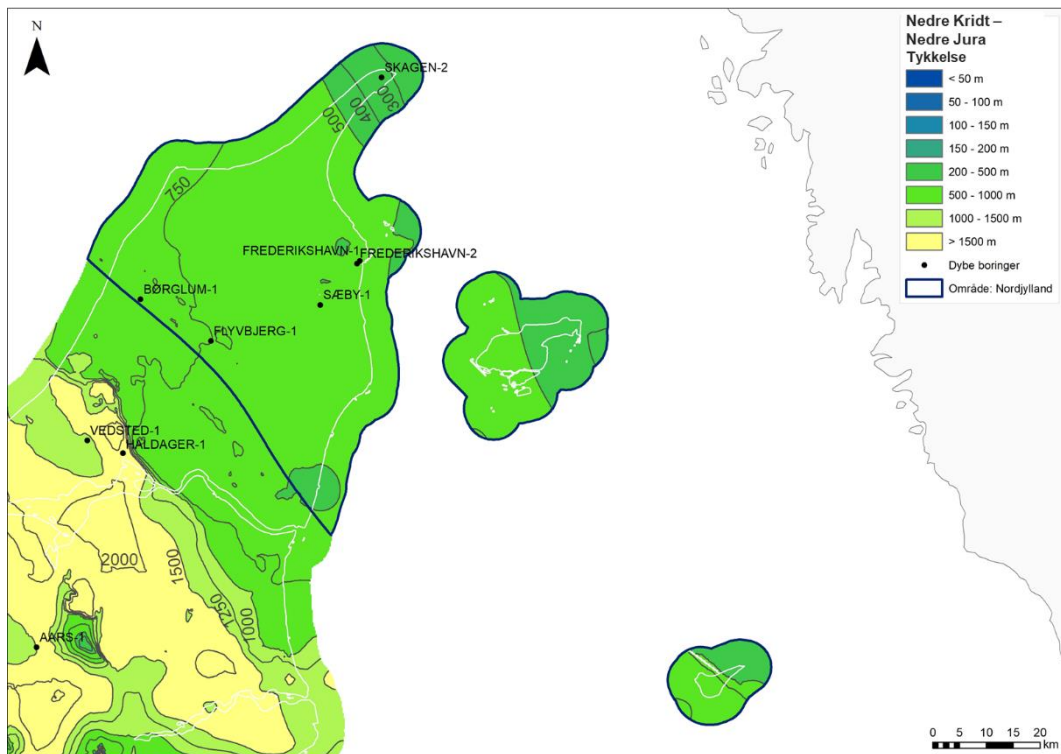 N
Nedre Kridt –
Nedre Jura
Tykkelse
< 50 m
50 - 100 m
100 - 150 m
150 - 200 m
200 - 500 m
500 - 1000 m
1000 - 1500 m
> 1500 m
Dybe boringer
Område: Nordjylland
SKAGEN-2
300
400
500
750
FREDERIKSHAVN-1
FREDERIKSHAVN-2
BØRGLUM-1
SÆBY-1
FLYVBJERG-1
VEDSTED-1
HALDAGER-1
2000
1500
1250
1000
AARS-1
0 5 10 15 20
km